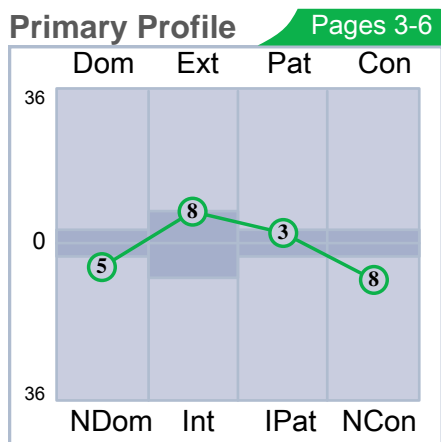 Primary Profile Pages 3-6
Dom Ext Pat Con
36
8
3
0
5
8
36
NDom Int IPat NCon